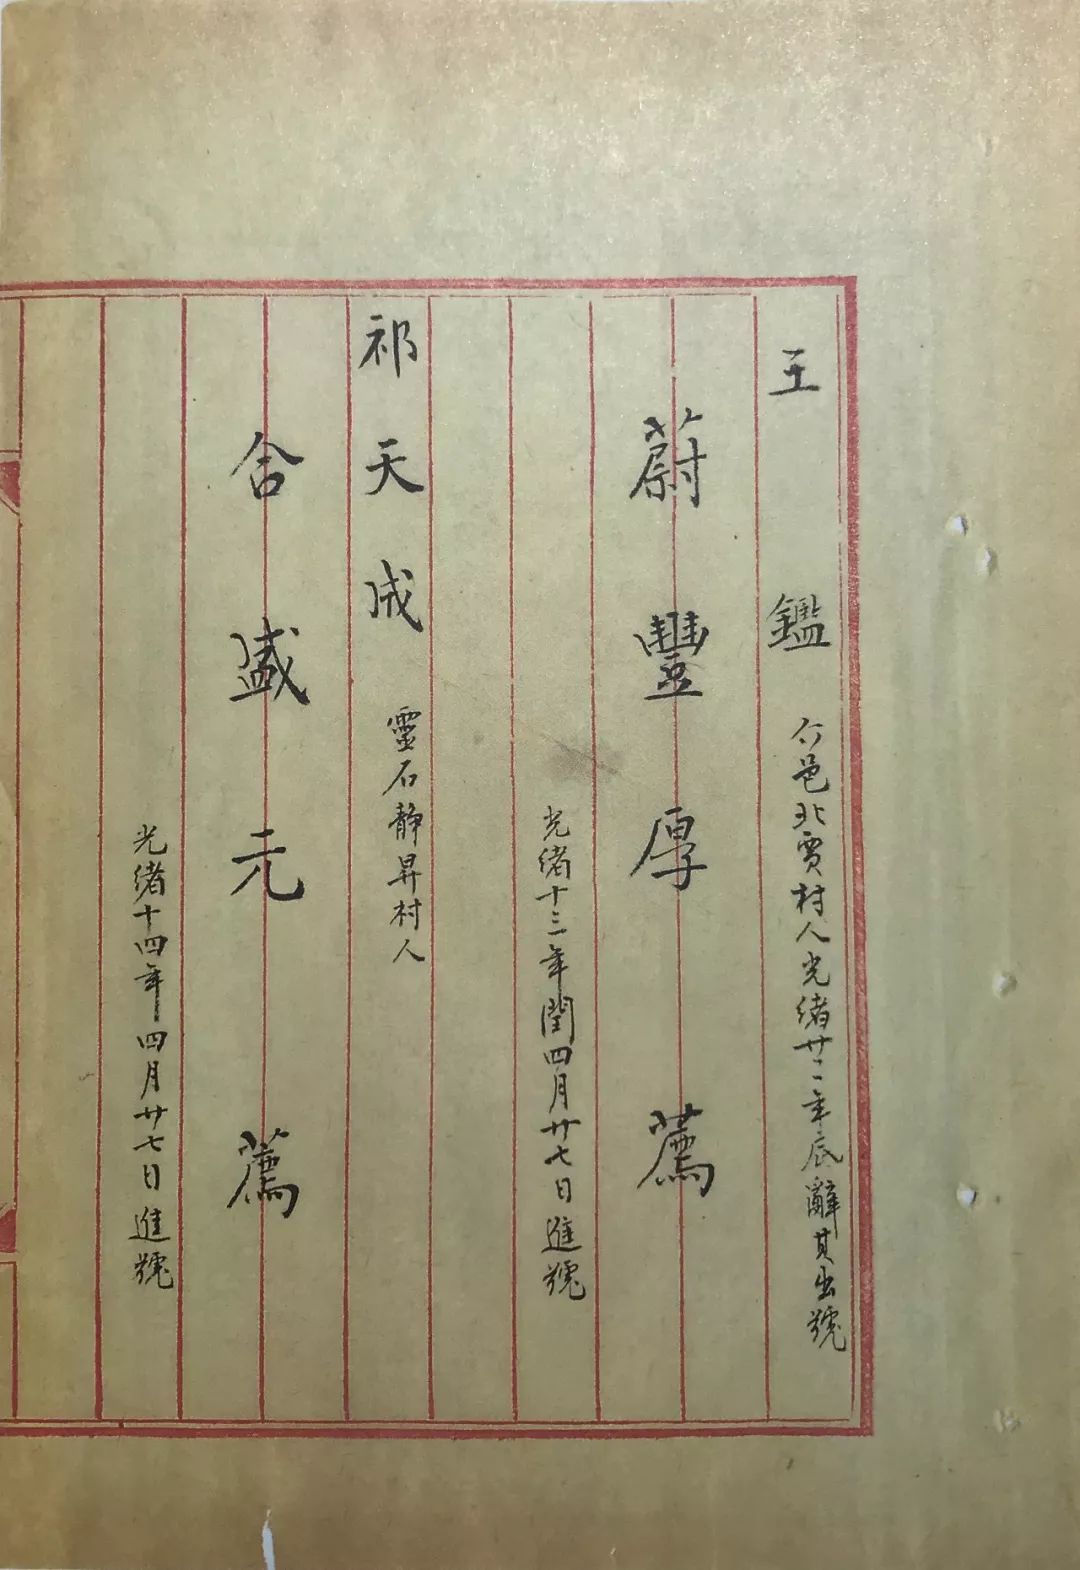 王鑑 介邑北賈村人光緒廿二年底辭其出號
蔚豐厚薦
光緒十三年閏四月廿七日進號
祁天成 靈石靜昇村人
合盛元薦
光緒十四年四月廿七日進號